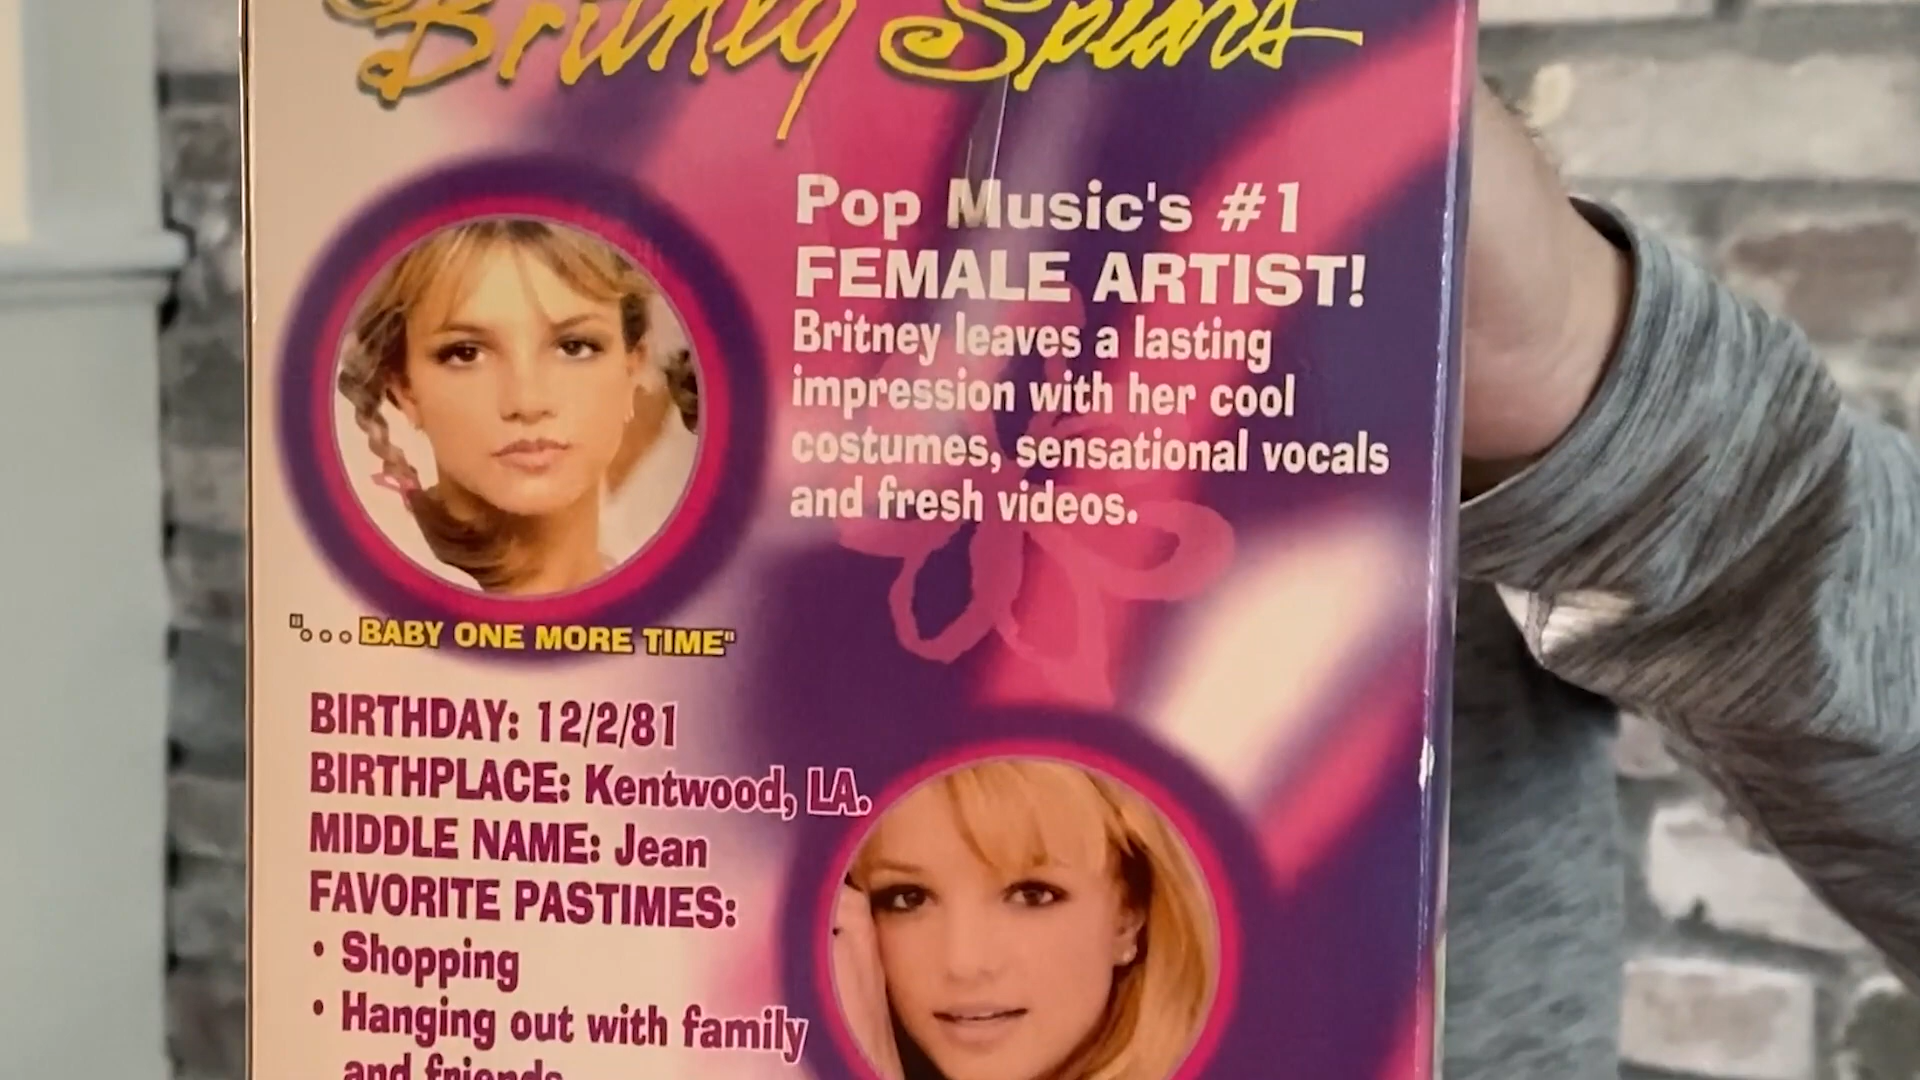 Britney Spears
Pop Music's #1
FEMALE ARTIST!
Britney leaves a lasting
impression with her cool
costumes, sensational vocals
and fresh videos.
"...BABY ONE MORE TIME"
BIRTHDAY: 12/2/81
BIRTHPLACE: Kentwood, LA.
MIDDLE NAME: Jean
FAVORITE PASTIMES:
• Shopping
• Hanging out with family
and friends